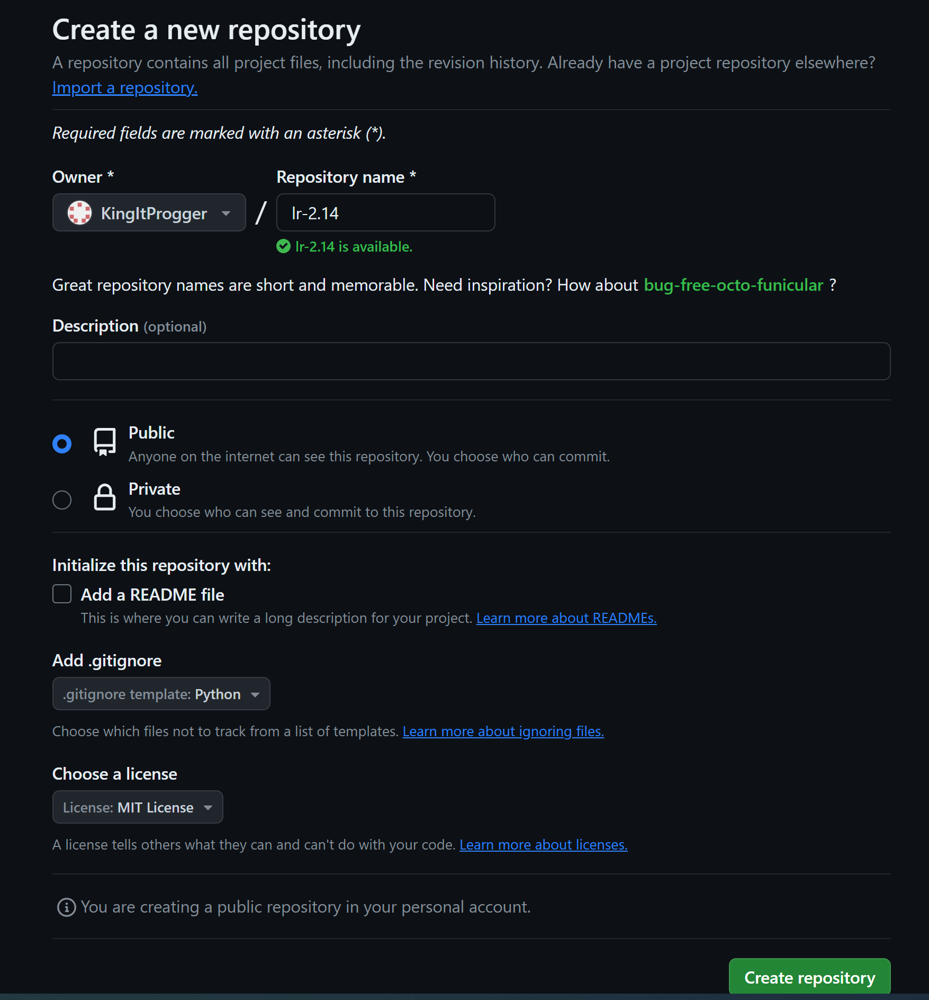 Create a new repository
A repository contains all project files, including the revision history. Already have a project repository elsewhere?
Import a repository.
Required fields are marked with an asterisk (*).
Owner * Repository name *
KingItProgger / lr-2.14
lr-2.14 is available.
Great repository names are short and memorable. Need inspiration? How about bug-free-octo-funicular ?
Description (optional)
Public
Anyone on the internet can see this repository. You choose who can commit.
Private
You choose who can see and commit to this repository.
Initialize this repository with:
Add a README file
This is where you can write a long description for your project. Learn more about READMEs.
Add .gitignore
.gitignore template: Python
Choose which files not to track from a list of templates. Learn more about ignoring files.
Choose a license
License: MIT License
A license tells others what they can and can't do with your code. Learn more about licenses.
You are creating a public repository in your personal account.
Create repository